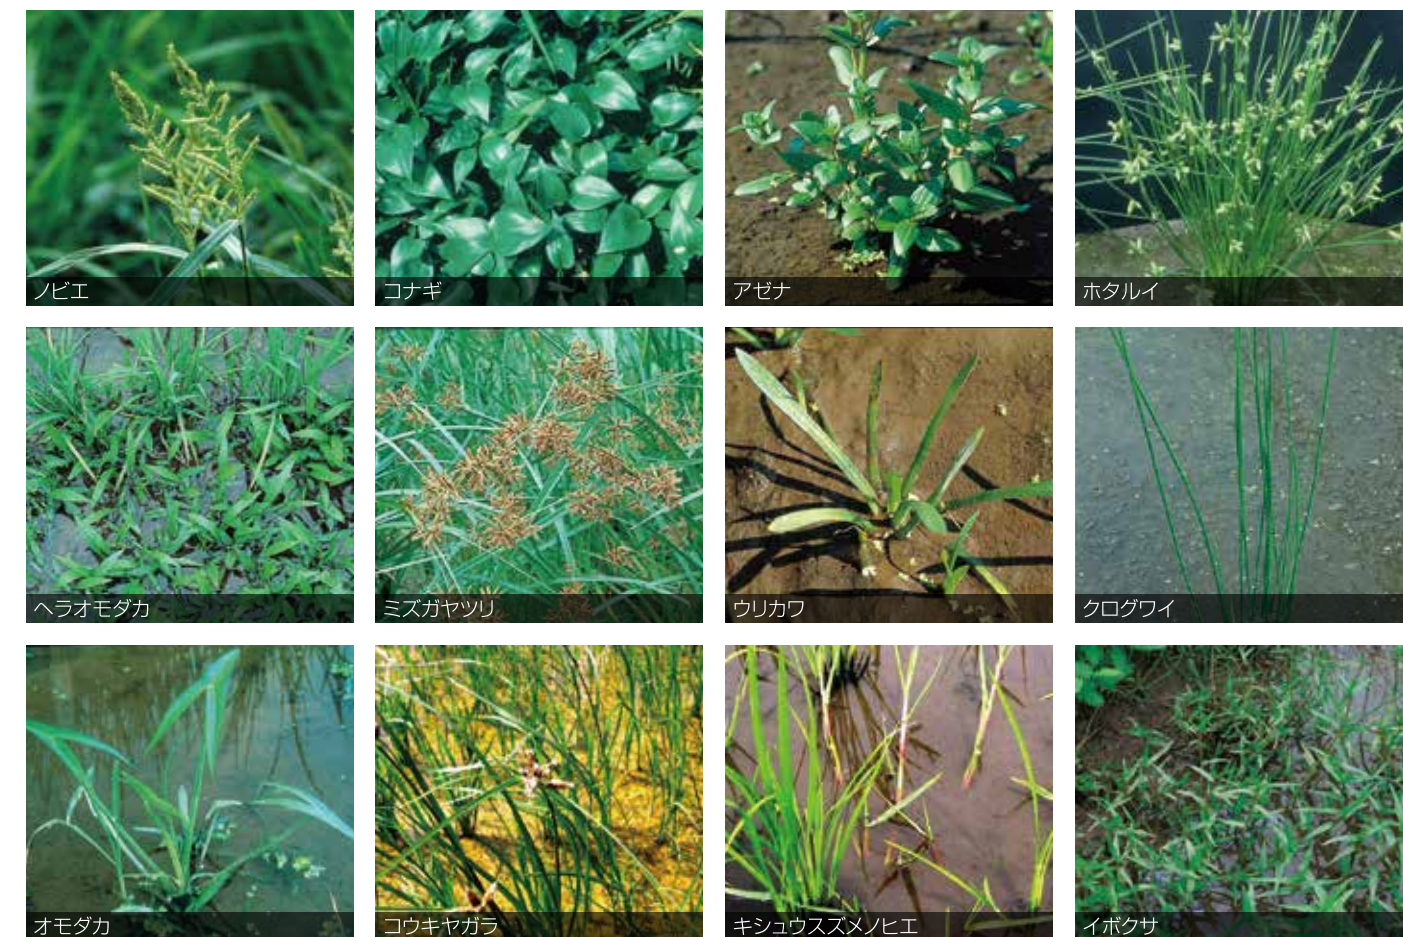 ノビエ
コナギ
アゼナ
ホタルイ
ヘラオモダカ
ミズガヤツリ
ウリカワ
クログワイ
オモダカ
コウキヤガラ
キシュウスズメノヒエ
イボクサ